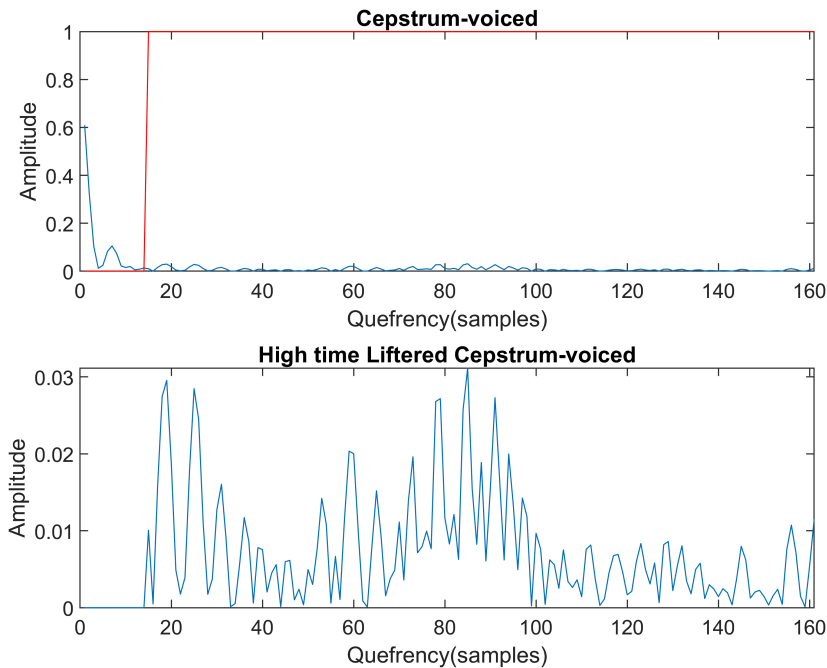 Cepstrum-voiced
Amplitude
1
0.8
0.6
0.4
0.2
0
0 20 40 60 80 100 120 140 160
Quefrency(samples)
High time Liftered Cepstrum-voiced
Amplitude
0.03
0.02
0.01
0
0 20 40 60 80 100 120 140 160
Quefrency(samples)